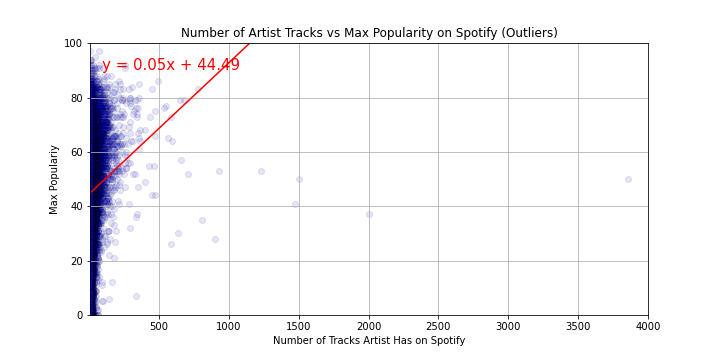 Number of Artist Tracks vs Max Popularity on Spotify (Outliers)
100
y = 0.05x + 44.49
80
60
Max Populariy
40
20
0
500 1000 1500 2000 2500 3000 3500 4000
Number of Tracks Artist Has on Spotify